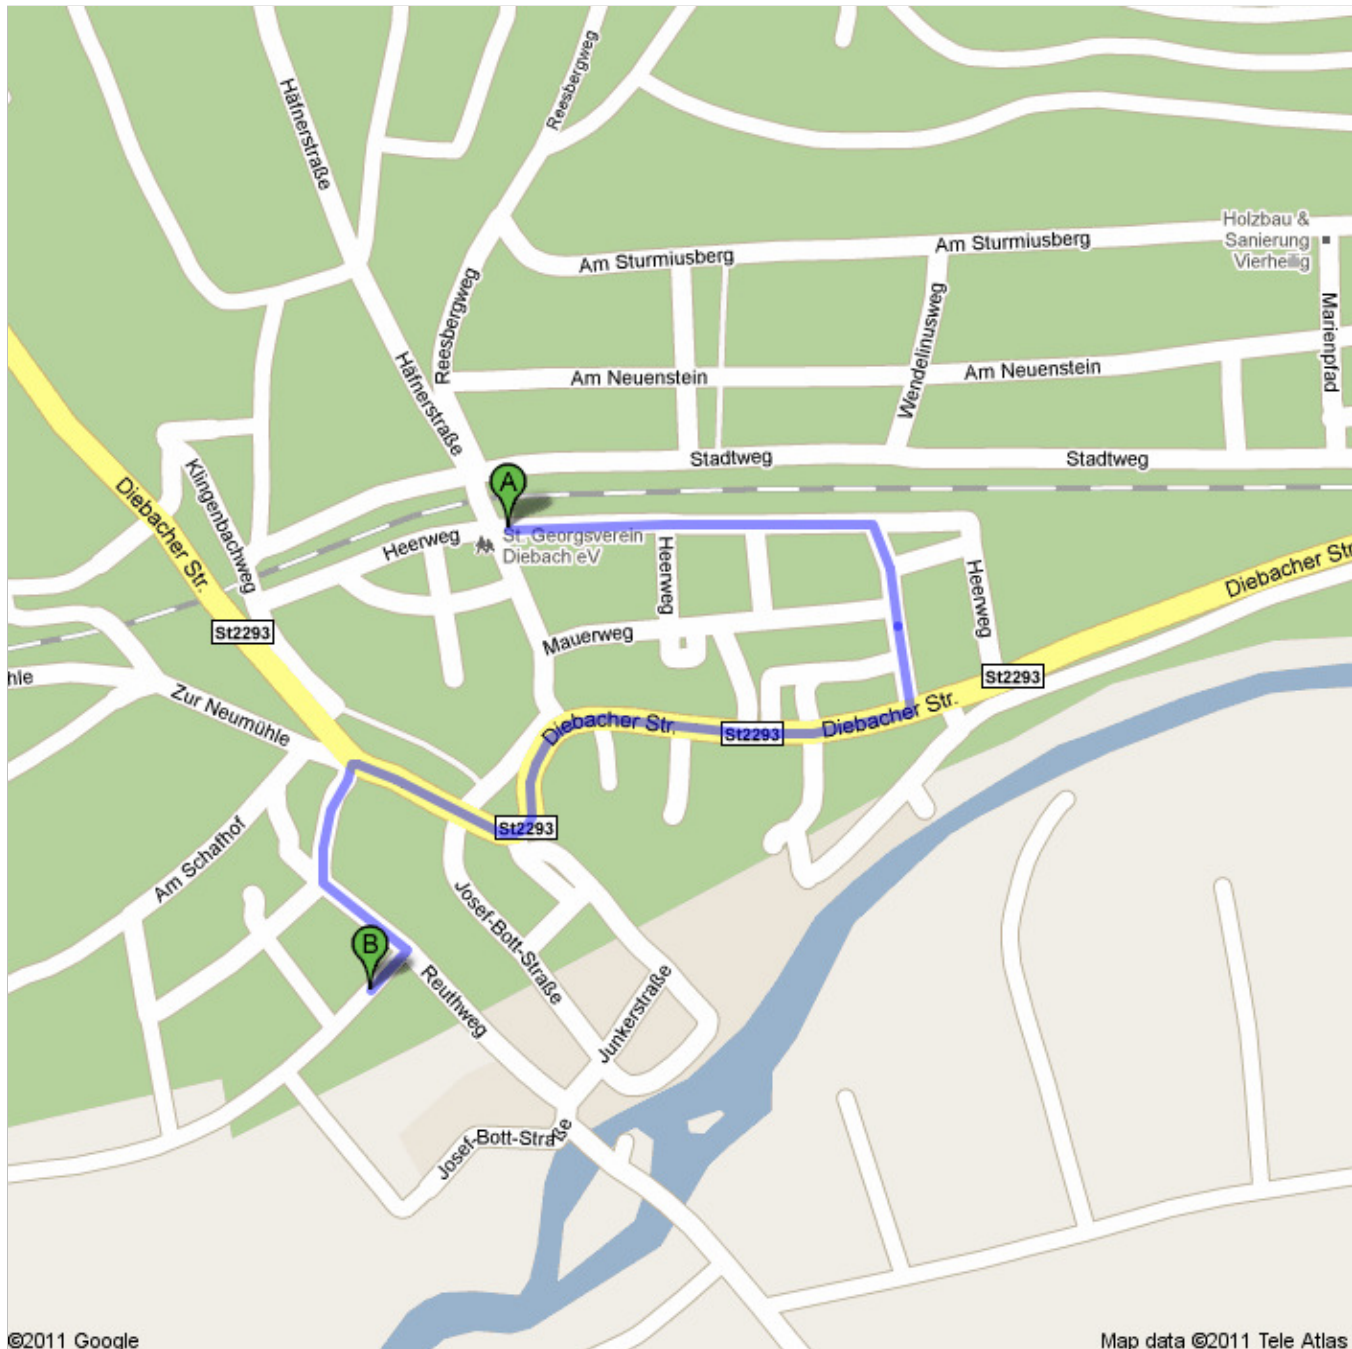 Häfnerstraße
Reesbergweg
Holzbau &
Sanierung
Vierheilig
Am Sturmiusberg
Am Sturmiusberg
Reesbergweg
Wendelinusweg
Marienpfad
Häfnerstraße
Am Neuenstein
Am Neuenstein
Stadtweg
Stadtweg
Klingenbachweg
Diebacher Str.
A
Heerweg
St. Georgsverein
Diebach eV
Heerweg
Heerweg
Diebacher Str
St2293
Mauerweg
hle
Zur Neumühle
St2293
Diebacher Str.
St2293
Diebacher Str.
St2293
Am Schafhof
Josef-Bott-Straße
B
Reuthweg
Junkerstraße
Josef-Bott-Straße
©2011 Google
Map data ©2011 Tele Atlas